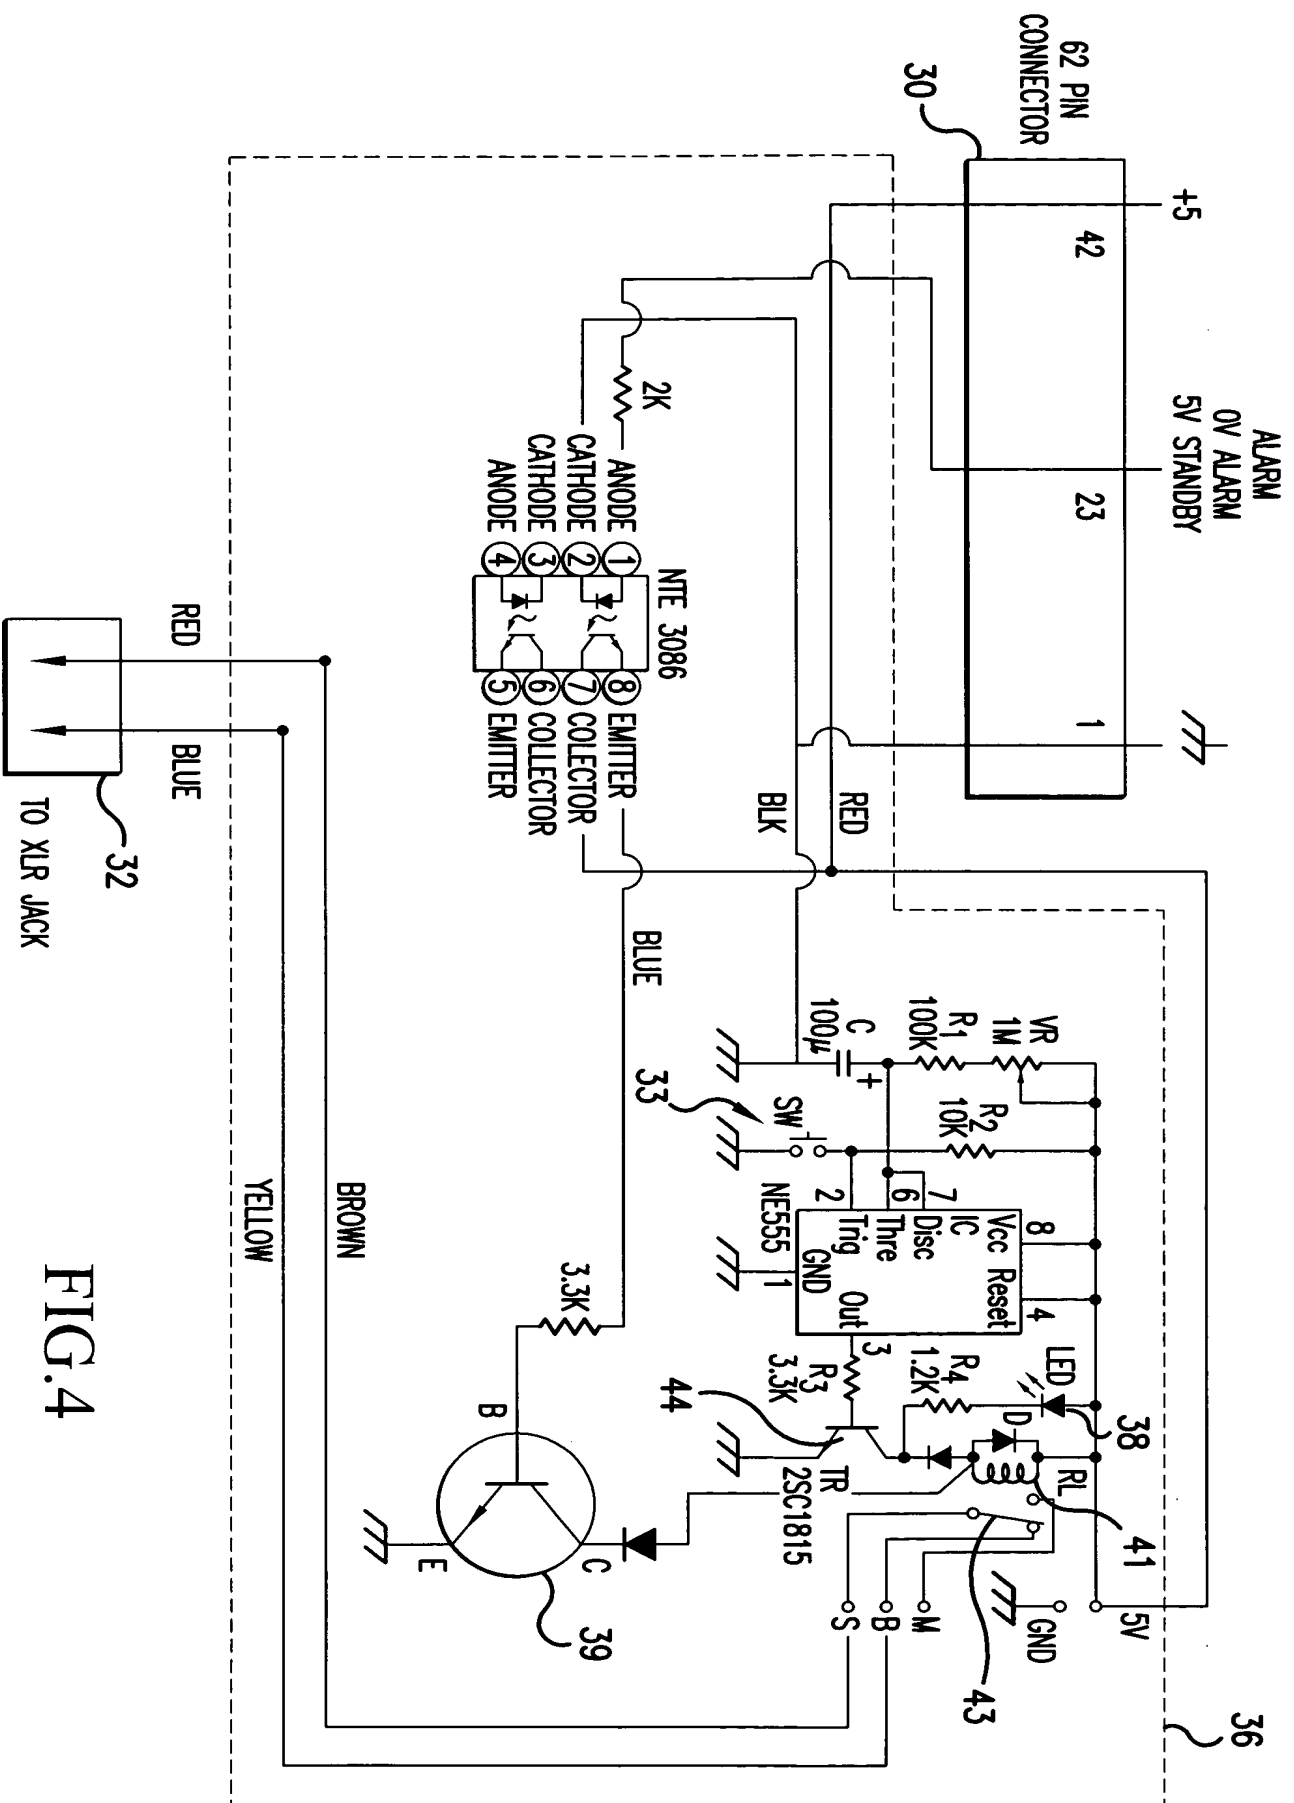 ALARM
0V ALARM
5V STANDBY
+5
62 PIN
CONNECTOR
30
42
23
1
36
RED
BLK
5V
GND
M
B
S
43
41
38
LED
RL
D
R4
1.2K
VR
1M
R1
100K
C
100μ
+
R2
10K
SW
33
8
4
Vcc Reset
IC
7
Disc
6
Thre
2
Trig
Out
3
GND
1
NE555
R3
3.3K
44
TR
2SC1815
2K
NTE 3086
ANODE 1
CATHODE 2
CATHODE 3
ANODE 4
8 EMITTER
7 COLECTOR
6 COLLECTOR
5 EMITTER
BLUE
3.3K
B
C
E
39
BROWN
YELLOW
RED
BLUE
32
TO XLR JACK
FIG.4